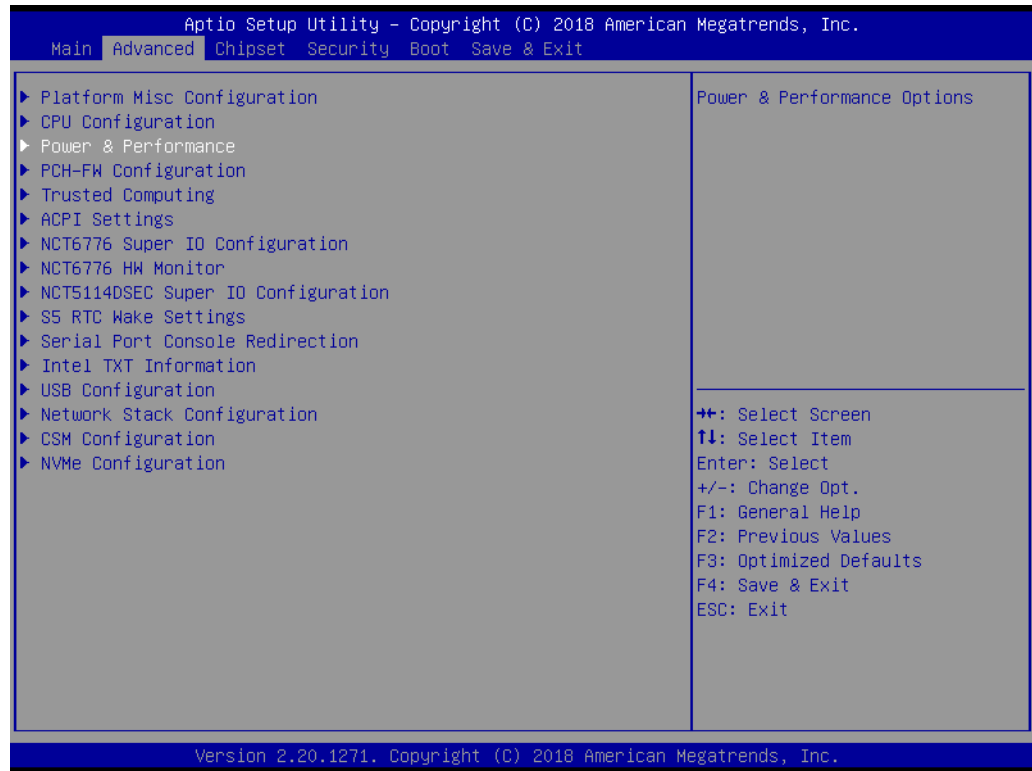 Aptio Setup Utility – Copyright (C) 2018 American Megatrends, Inc.
Main Advanced Chipset Security Boot Save & Exit
▶ Platform Misc Configuration
▶ CPU Configuration
▶ Power & Performance
▶ PCH-FW Configuration
▶ Trusted Computing
▶ ACPI Settings
▶ NCT6776 Super IO Configuration
▶ NCT6776 HW Monitor
▶ NCT5114DSEC Super IO Configuration
▶ S5 RTC Wake Settings
▶ Serial Port Console Redirection
▶ Intel TXT Information
▶ USB Configuration
▶ Network Stack Configuration
▶ CSM Configuration
▶ NVMe Configuration
Power & Performance Options
→←: Select Screen
↑↓: Select Item
Enter: Select
+/-: Change Opt.
F1: General Help
F2: Previous Values
F3: Optimized Defaults
F4: Save & Exit
ESC: Exit
Version 2.20.1271. Copyright (C) 2018 American Megatrends, Inc.